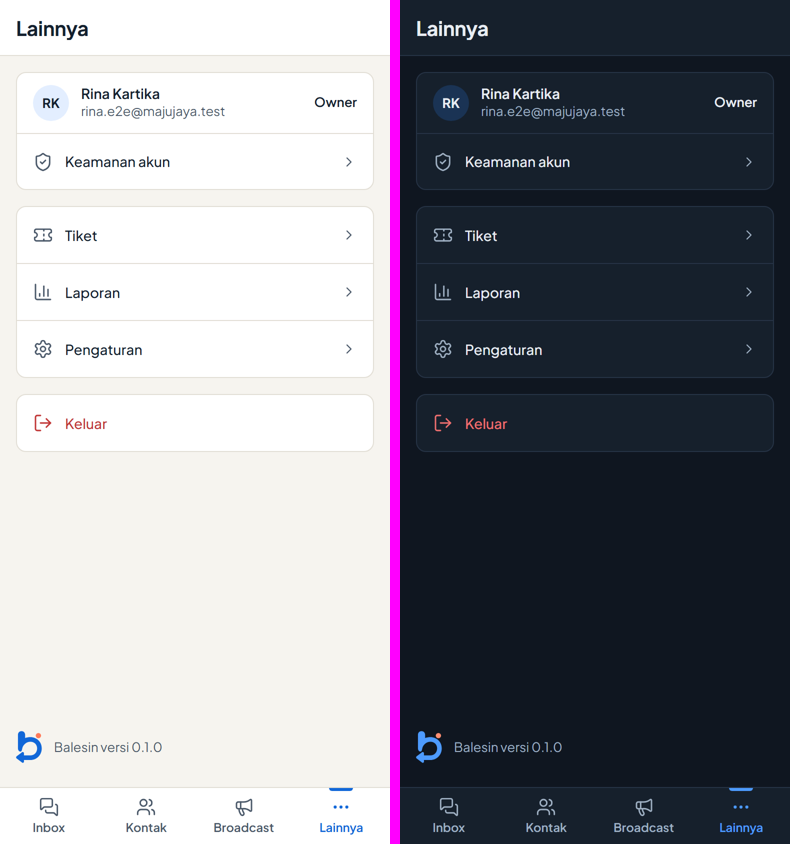 Lainnya
RK
Rina Kartika
rina.e2e@majujaya.test
Owner
Keamanan akun
Tiket
Laporan
Pengaturan
Keluar
Balesin versi 0.1.0
Inbox
Kontak
Broadcast
Lainnya
Lainnya
RK
Rina Kartika
rina.e2e@majujaya.test
Owner
Keamanan akun
Tiket
Laporan
Pengaturan
Keluar
Balesin versi 0.1.0
Inbox
Kontak
Broadcast
Lainnya